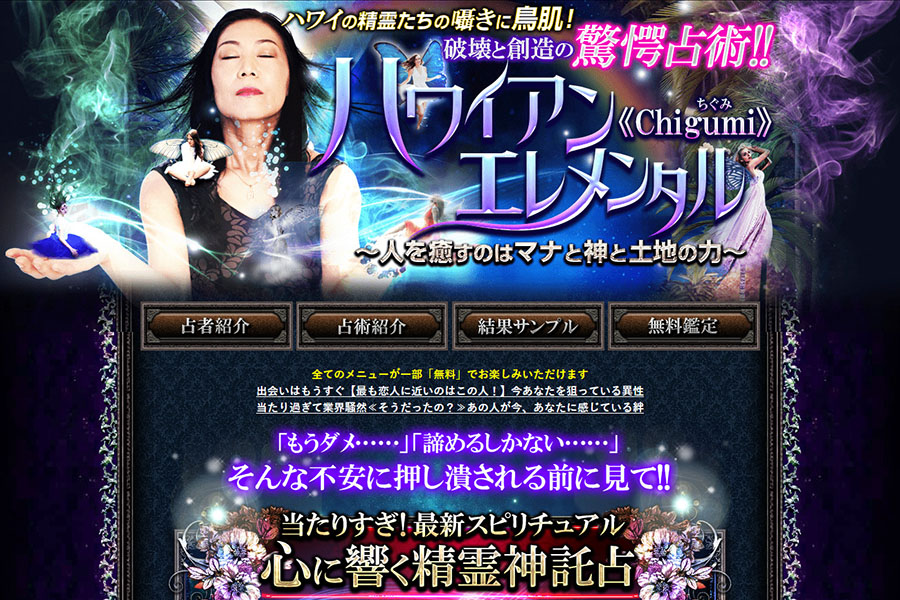 ハワイの精霊たちの囁きに鳥肌!
破壊と創造の驚愕占術!!
ハワイアン
ちぐみ
《Chigumi》
エレメンタル
～人を癒すのはマナと神と土地の力～
占者紹介 占術紹介 結果サンプル 無料鑑定
全てのメニューが一部「無料」でお楽しみいただけます
出会いはもうすぐ【最も恋人に近いのはこの人！】今あなたを狙っている異性
当たり過ぎて業界騒然≪そうだったの？≫あの人が今、あなたに感じている絆
「もうダメ……」「諦めるしかない……」
そんな不安に押し潰される前に見て!!
当たりすぎ!最新スピリチュアル
心に響く精霊神託占